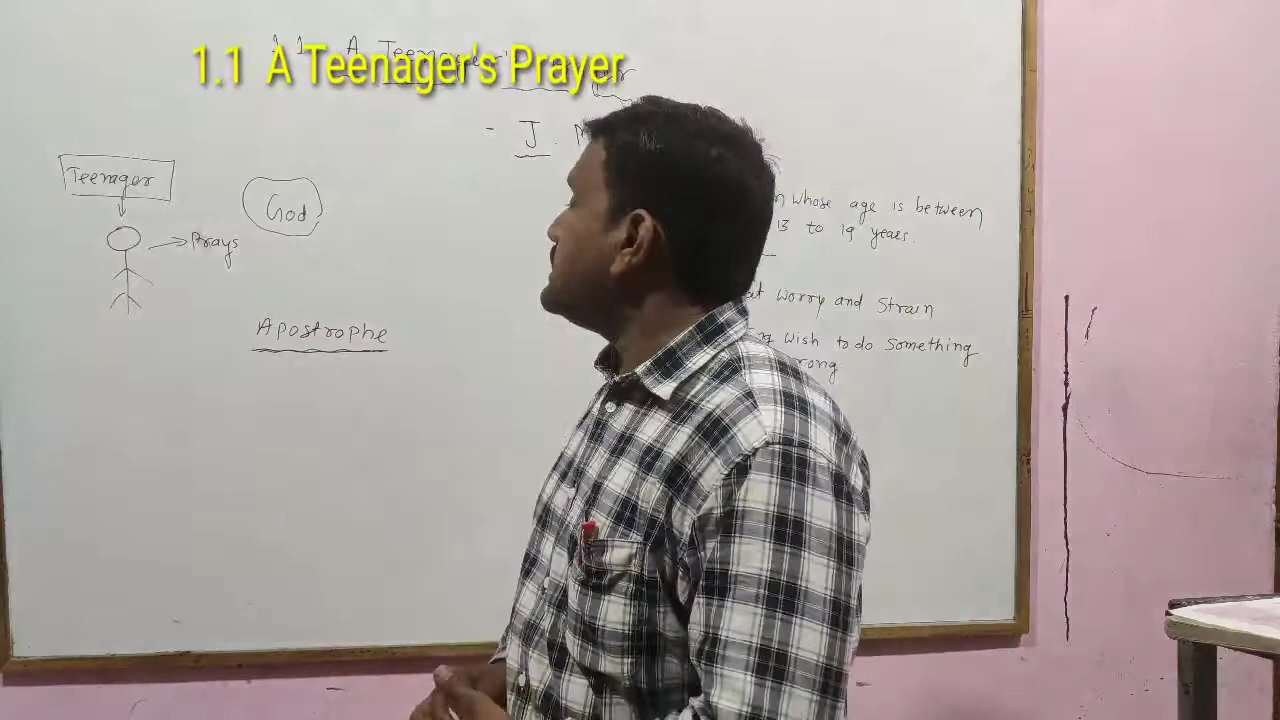 1.1 A Teenager's Prayer
- J.
Teenager
God
Prays
Apostrophe
whose age is between
13 to 19 years.
worry and strain
wish to do something